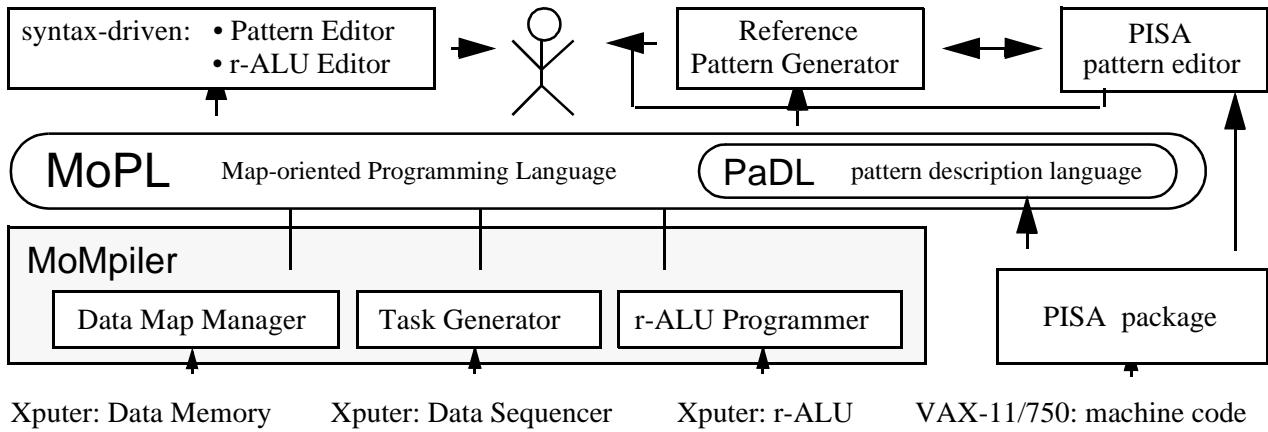 syntax-driven: • Pattern Editor
• r-ALU Editor
Reference
Pattern Generator
PISA
pattern editor
MoPL Map-oriented Programming Language
PaDL pattern description language
MoMpiler
Data Map Manager
Task Generator
r-ALU Programmer
PISA package
Xputer: Data Memory
Xputer: Data Sequencer
Xputer: r-ALU
VAX-11/750: machine code